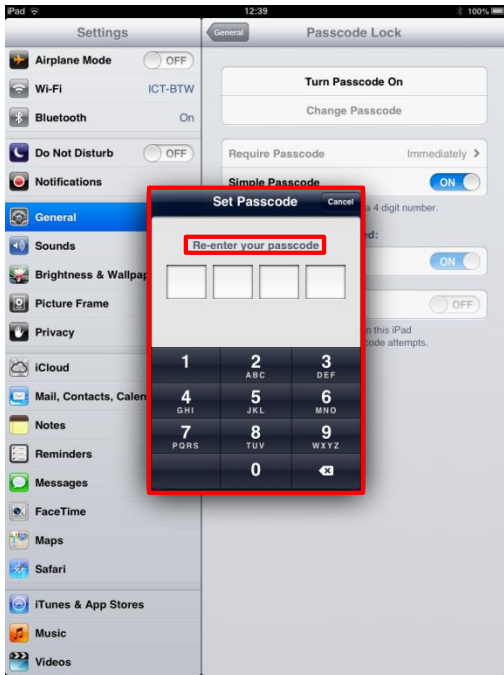 iPad 12:39 100%
Settings
General Passcode Lock
Airplane Mode OFF
Wi-Fi ICT-BTW
Bluetooth On
Do Not Disturb OFF
Notifications
General
Sounds
Brightness & Wallpap
Picture Frame
Privacy
iCloud
Mail, Contacts, Calen
Notes
Reminders
Messages
FaceTime
Maps
Safari
iTunes & App Stores
Music
Videos
Turn Passcode On
Change Passcode
Require Passcode Immediately
Simple Passcode ON
a 4 digit number.
ed:
ON
OFF
n this iPad
code attempts.
Set Passcode Cancel
Re-enter your passcode
1 2 3
ABC DEF
4 5 6
GHI JKL MNO
7 8 9
PQRS TUV WXYZ
0